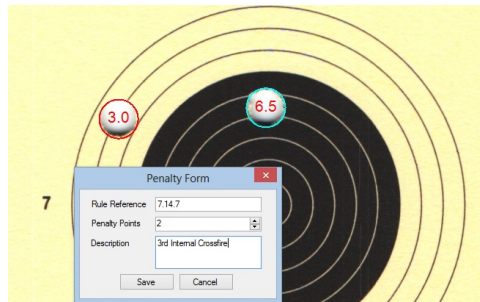 3.0
6.5
7
Penalty Form
Rule Reference 7.14.7
Penalty Points 2
Description 3rd Internal Crossfire
Save Cancel